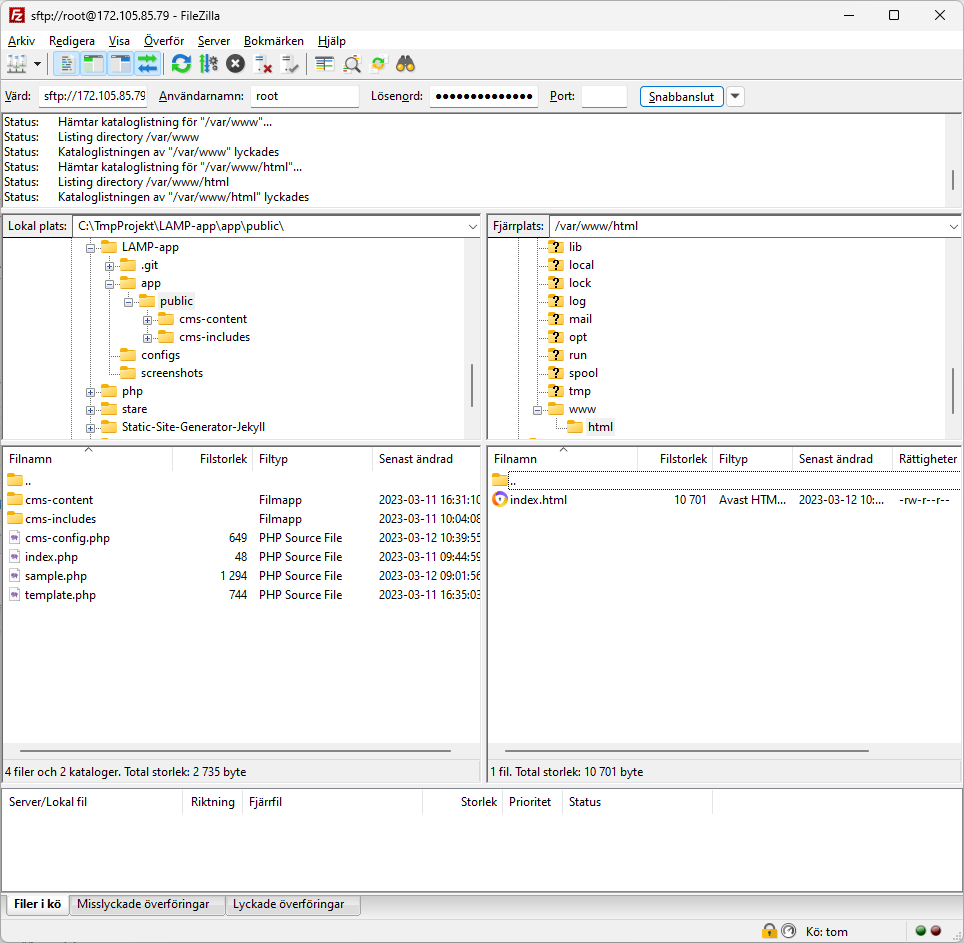 sftp://root@172.105.85.79 - FileZilla
Arkiv Redigera Visa Överför Server Bokmärken Hjälp
Värd: sftp://172.105.85.79 Användarnamn: root Lösenord: ●●●●●●●●●●●●●● Port: Snabbanslut
Status: Hämtar kataloglistning för "/var/www"...
Status: Listing directory /var/www
Status: Kataloglistningen av "/var/www" lyckades
Status: Hämtar kataloglistning för "/var/www/html"...
Status: Listing directory /var/www/html
Status: Kataloglistningen av "/var/www/html" lyckades
Lokal plats: C:\TmpProjekt\LAMP-app\app\public\
LAMP-app
.git
app
public
cms-content
cms-includes
configs
screenshots
php
stare
Static-Site-Generator-Jekyll
Fjärrplats: /var/www/html
lib
local
lock
log
mail
opt
run
spool
tmp
www
html
Filnamn Filstorlek Filtyp Senast ändrad
..
cms-content Filmapp 2023-03-11 16:31:10
cms-includes Filmapp 2023-03-11 10:04:08
cms-config.php 649 PHP Source File 2023-03-12 10:39:55
index.php 48 PHP Source File 2023-03-11 09:44:59
sample.php 1 294 PHP Source File 2023-03-12 09:01:56
template.php 744 PHP Source File 2023-03-11 16:35:03
4 filer och 2 kataloger. Total storlek: 2 735 byte
Filnamn Filstorlek Filtyp Senast ändrad Rättigheter
..
index.html 10 701 Avast HTM... 2023-03-12 10:... -rw-r--r--
1 fil. Total storlek: 10 701 byte
Server/Lokal fil Riktning Fjärrfil Storlek Prioritet Status
Filer i kö Misslyckade överföringar Lyckade överföringar
Kö: tom